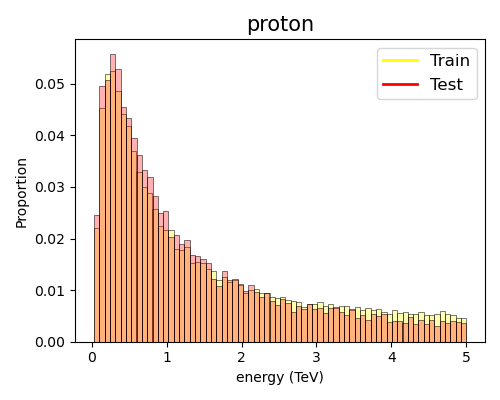 proton
Train
Test
Proportion
0.05
0.04
0.03
0.02
0.01
0.00
0 1 2 3 4 5
energy (TeV)